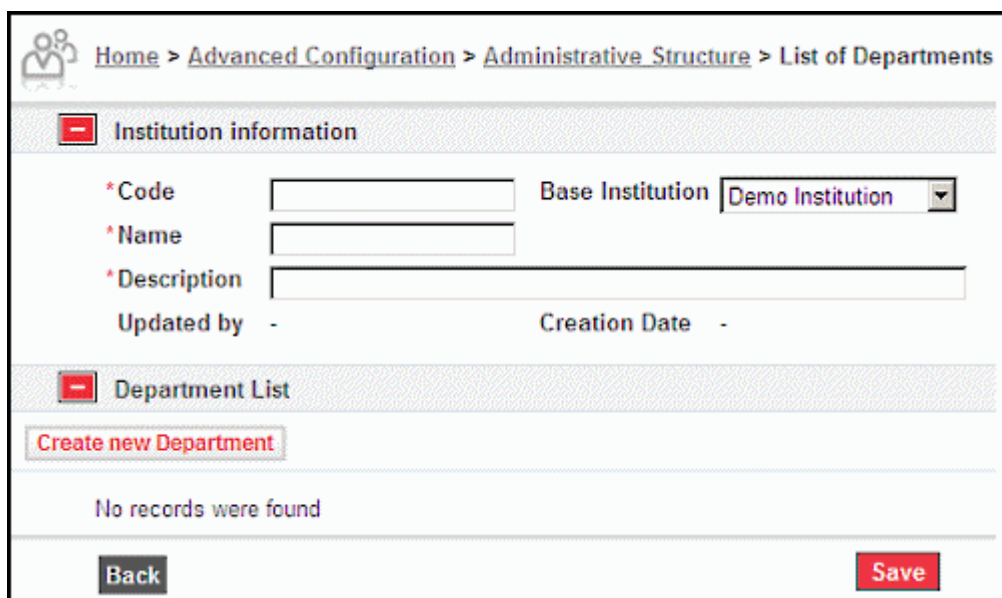 Home > Advanced Configuration > Administrative Structure > List of Departments
Institution information
*Code
Base Institution Demo Institution
*Name
*Description
Updated by -
Creation Date -
Department List
Create new Department
No records were found
Back
Save